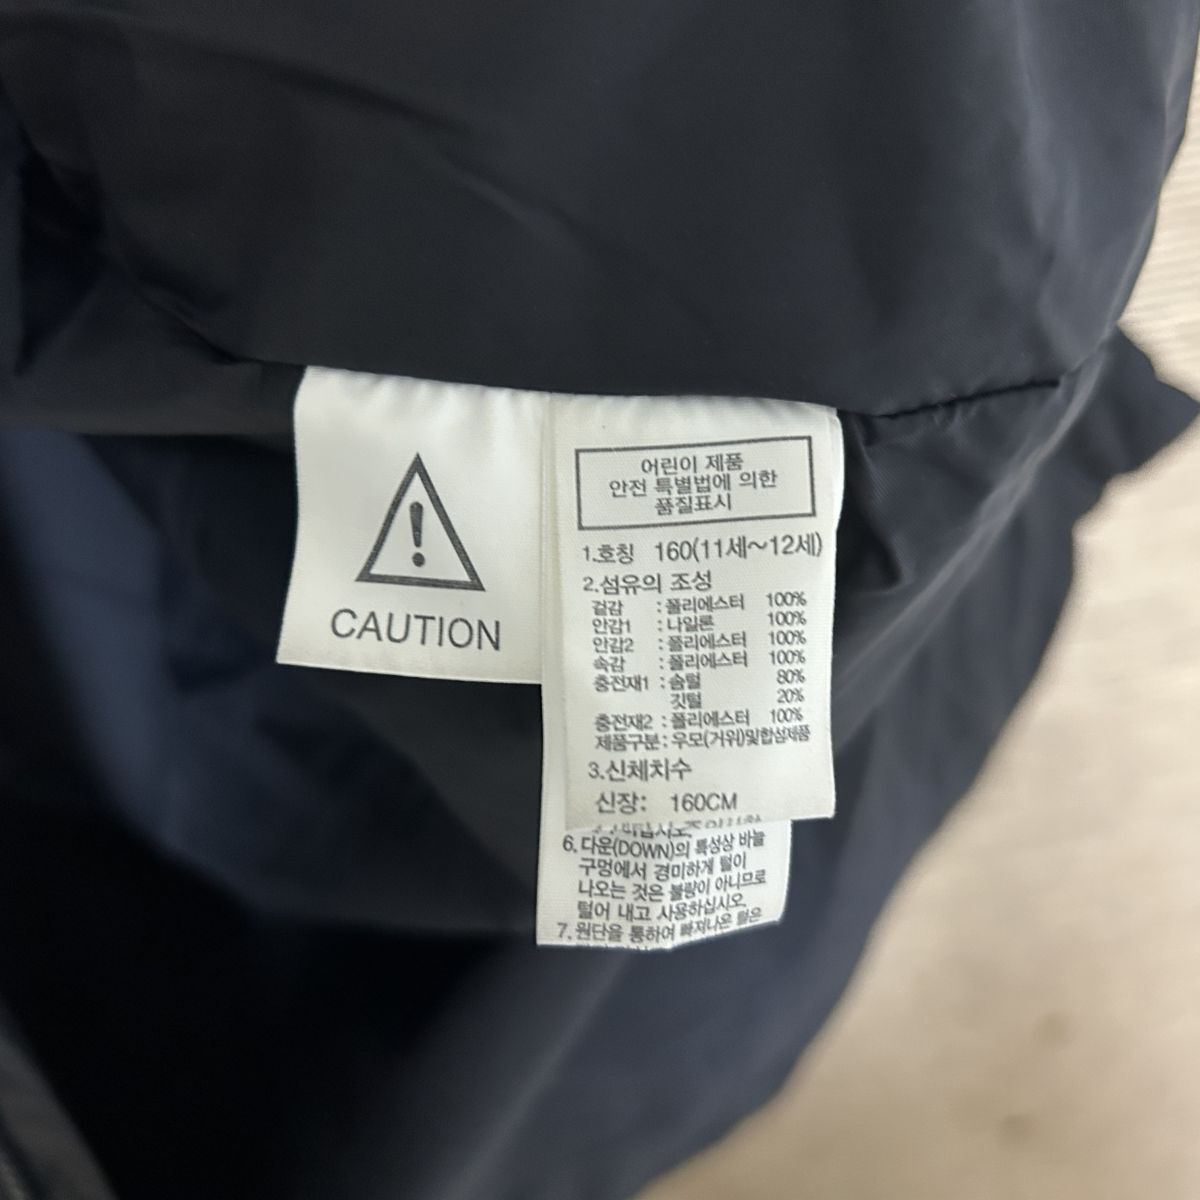 CAUTION
어린이 제품
안전 특별법에 의한
품질표시
1.호칭 160(11세~12세)
2.섬유의 조성
겉감 : 폴리에스터 100%
안감1 : 나일론 100%
안감2 : 폴리에스터 100%
속감 : 폴리에스터 100%
충전재1 : 솜털 80%
깃털 20%
충전재2 : 폴리에스터 100%
제품구분 : 우모(거위)및합섬제품
3.신체치수
신장: 160CM
6.다운(DOWN)의 특성상 바늘
구멍에서 경미하게 털이
나오는 것은 불량이 아니므로
털어 내고 사용하십시오.
7.원단을 통하여 빠져나온 털은